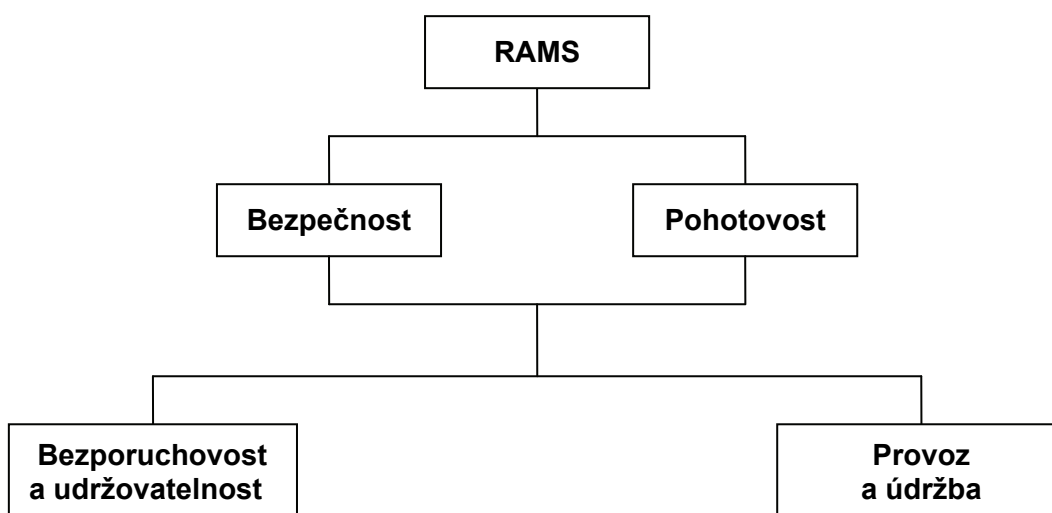 RAMS
Bezpečnost
Pohotovost
Bezporuchovost
a udržovatelnost
Provoz
a údržba